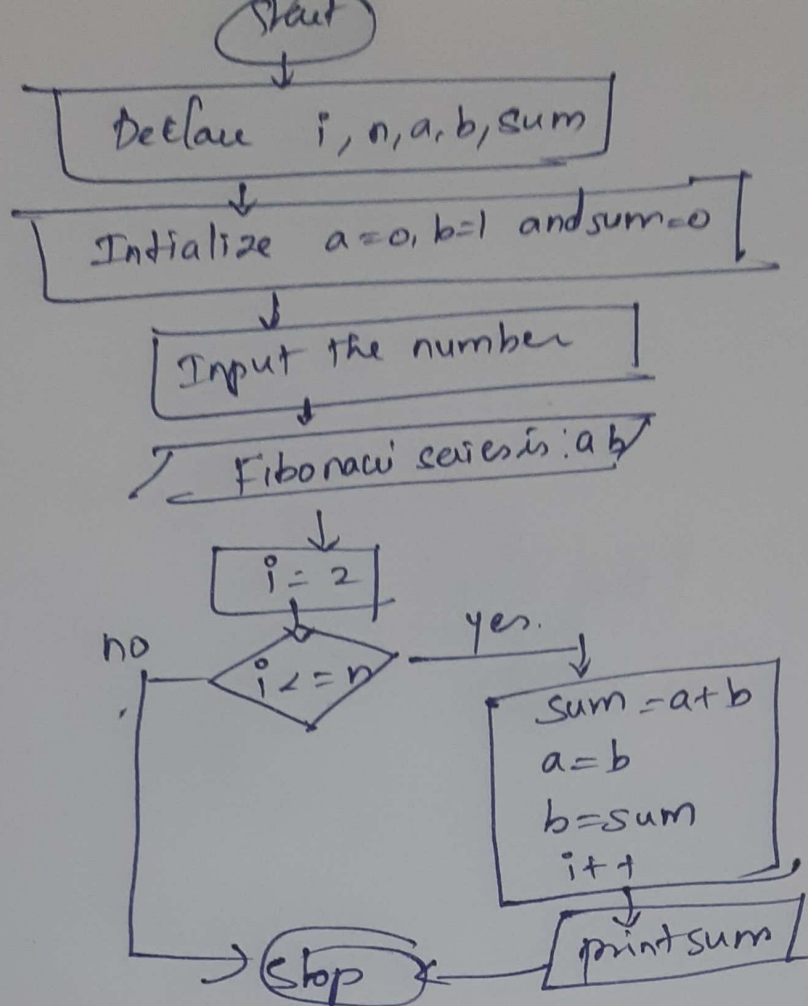 Start
Declare i, n, a, b, sum
Intialize a=0, b=1 and sum=0
Input the number
Fibonacci series is : a b
i = 2
no
yes.
i <= n
sum = a+b
a = b
b = sum
i++
print sum
stop